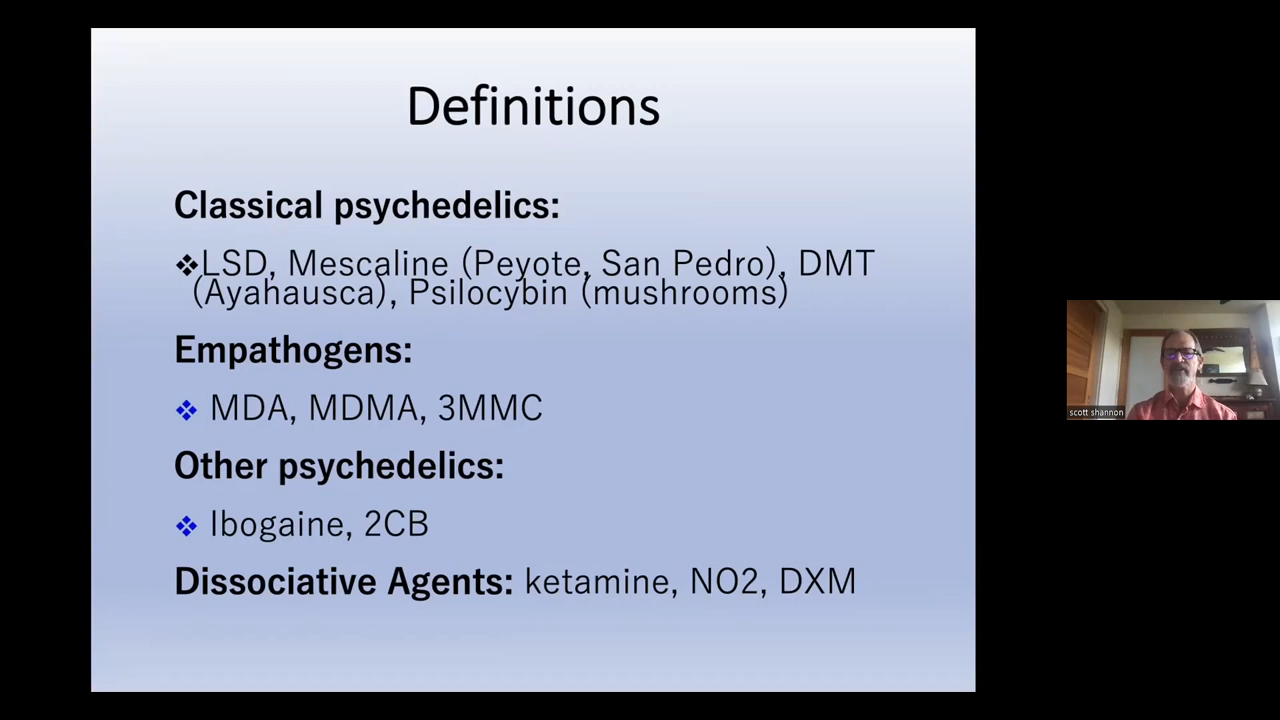 Definitions
Classical psychedelics:
❖LSD, Mescaline (Peyote, San Pedro), DMT
(Ayahausca), Psilocybin (mushrooms)
Empathogens:
❖ MDA, MDMA, 3MMC
Other psychedelics:
❖ Ibogaine, 2CB
Dissociative Agents: ketamine, NO2, DXM
scott shannon